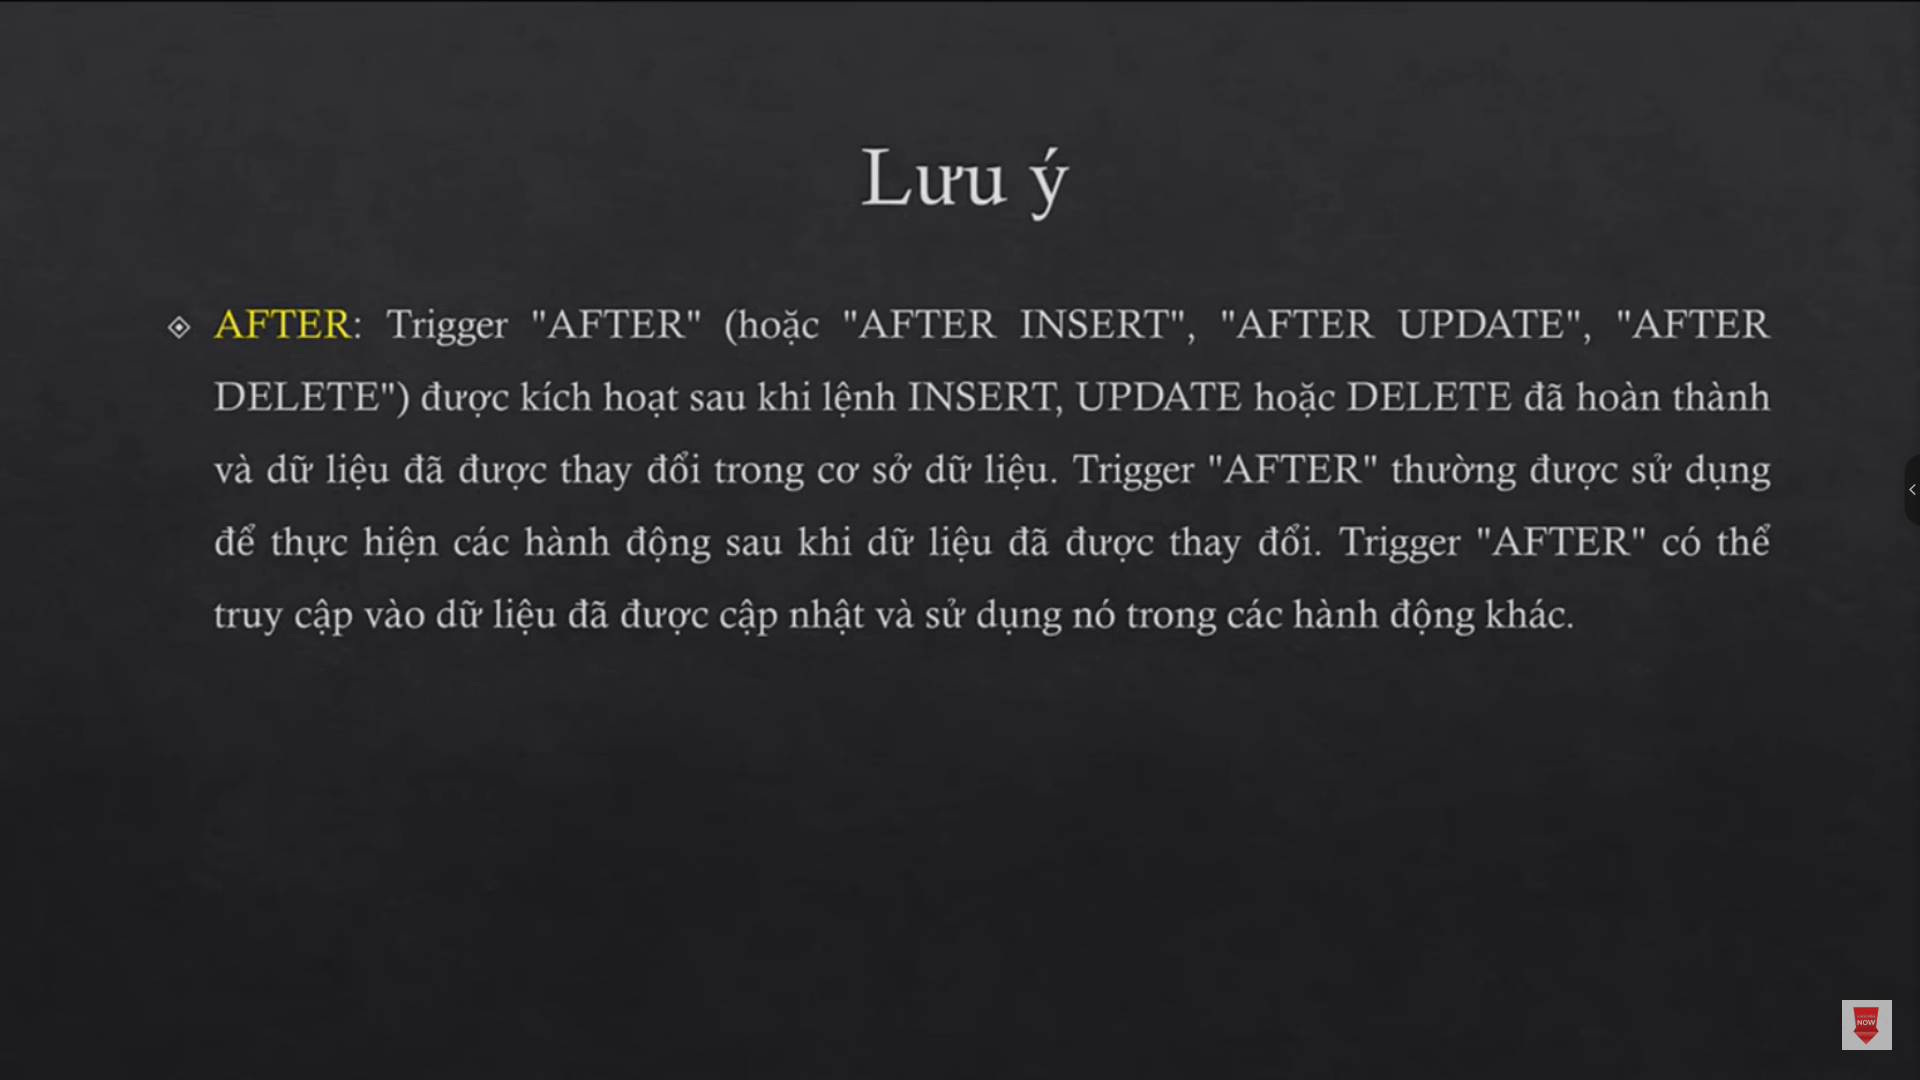 Lưu ý
AFTER: Trigger "AFTER" (hoặc "AFTER INSERT", "AFTER UPDATE", "AFTER
DELETE") được kích hoạt sau khi lệnh INSERT, UPDATE hoặc DELETE đã hoàn thành
và dữ liệu đã được thay đổi trong cơ sở dữ liệu. Trigger "AFTER" thường được sử dụng
để thực hiện các hành động sau khi dữ liệu đã được thay đổi. Trigger "AFTER" có thể
truy cập vào dữ liệu đã được cập nhật và sử dụng nó trong các hành động khác.
NOW